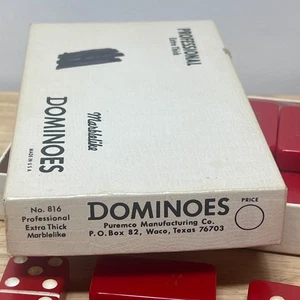 PROFESSIONAL
Extra Thick
Marblelike
DOMINOES
MADE IN U.S.A.
No. 816
Professional
Extra Thick
Marblelike
DOMINOES
Puremco Manufacturing Co.
P.O. Box 82, Waco, Texas 76703
PRICE